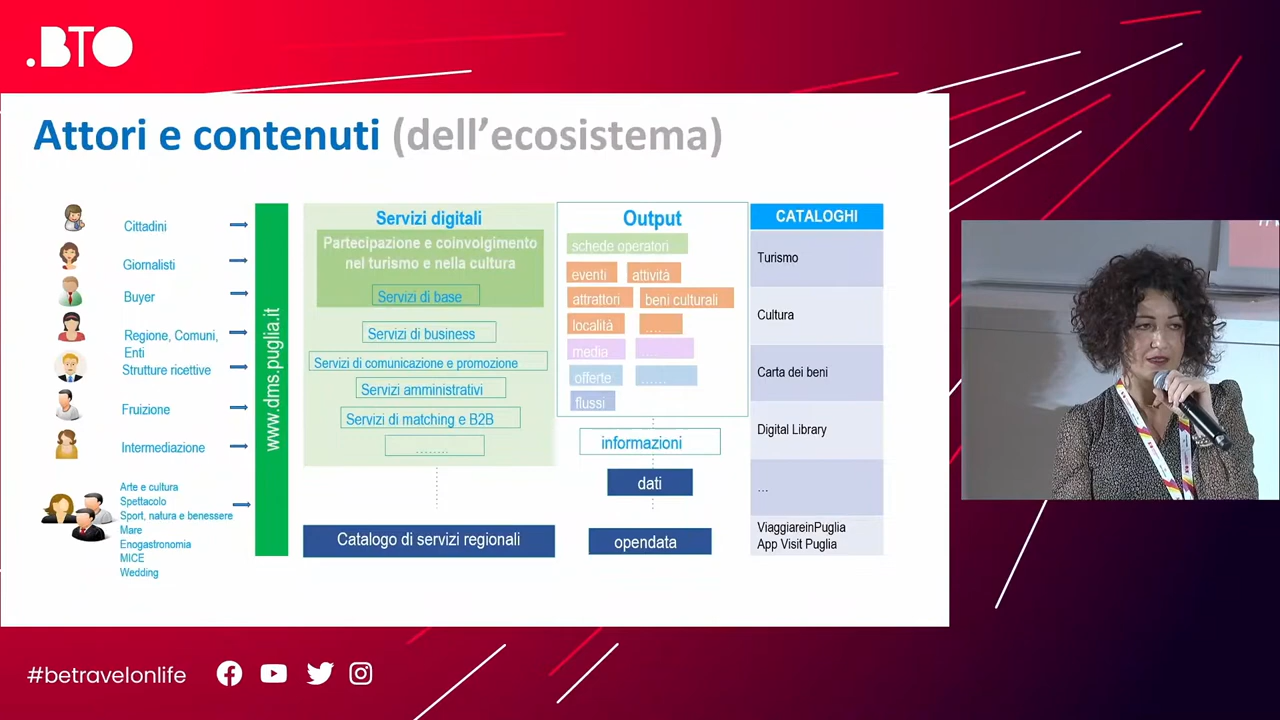 .BTO
Attori e contenuti (dell'ecosistema)
Cittadini
Giornalisti
Buyer
Regione, Comuni,
Enti
Strutture ricettive
Fruizione
Intermediazione
Arte e cultura
Spettacolo
Sport, natura e benessere
Mare
Enogastronomia
MICE
Wedding
www.dms.puglia.it
Servizi digitali
Partecipazione e coinvolgimento
nel turismo e nella cultura
Servizi di base
Servizi di business
Servizi di comunicazione e promozione
Servizi amministrativi
Servizi di matching e B2B
........
Catalogo di servizi regionali
Output
schede operatori
eventi attività
attrattori beni culturali
località ......
media ......
offerte ......
flussi
informazioni
dati
opendata
CATALOGHI
Turismo
Cultura
Carta dei beni
Digital Library
...
ViaggiareinPuglia
App Visit Puglia
#betravelonlife